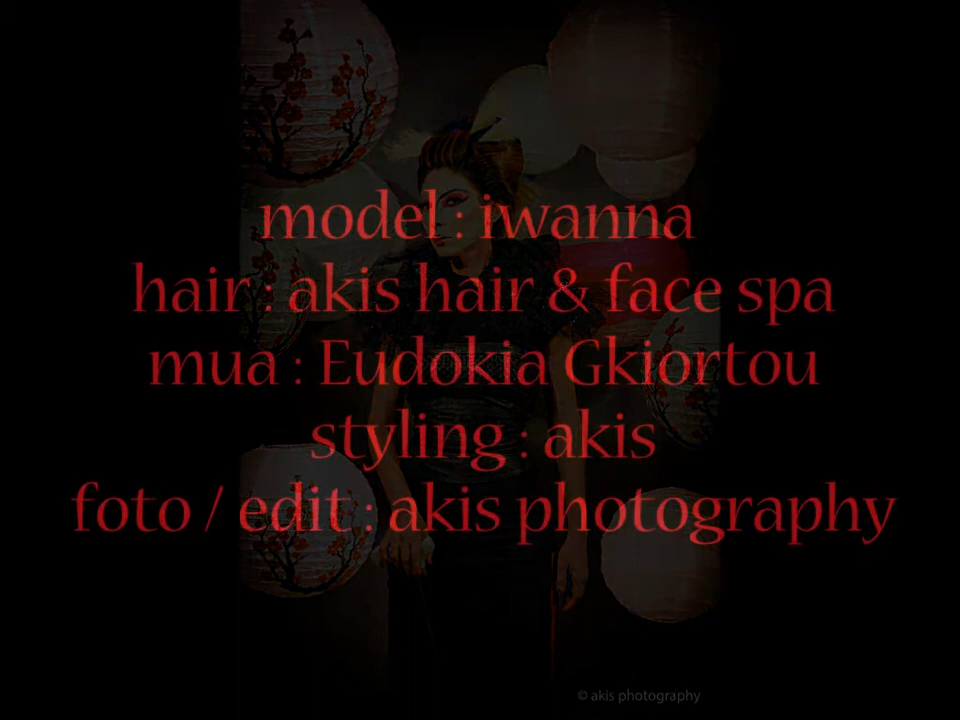 model : iwanna
hair : akis hair & face spa
mua : Eudokia Gkiortou
styling : akis
foto / edit : akis photography
© akis photography